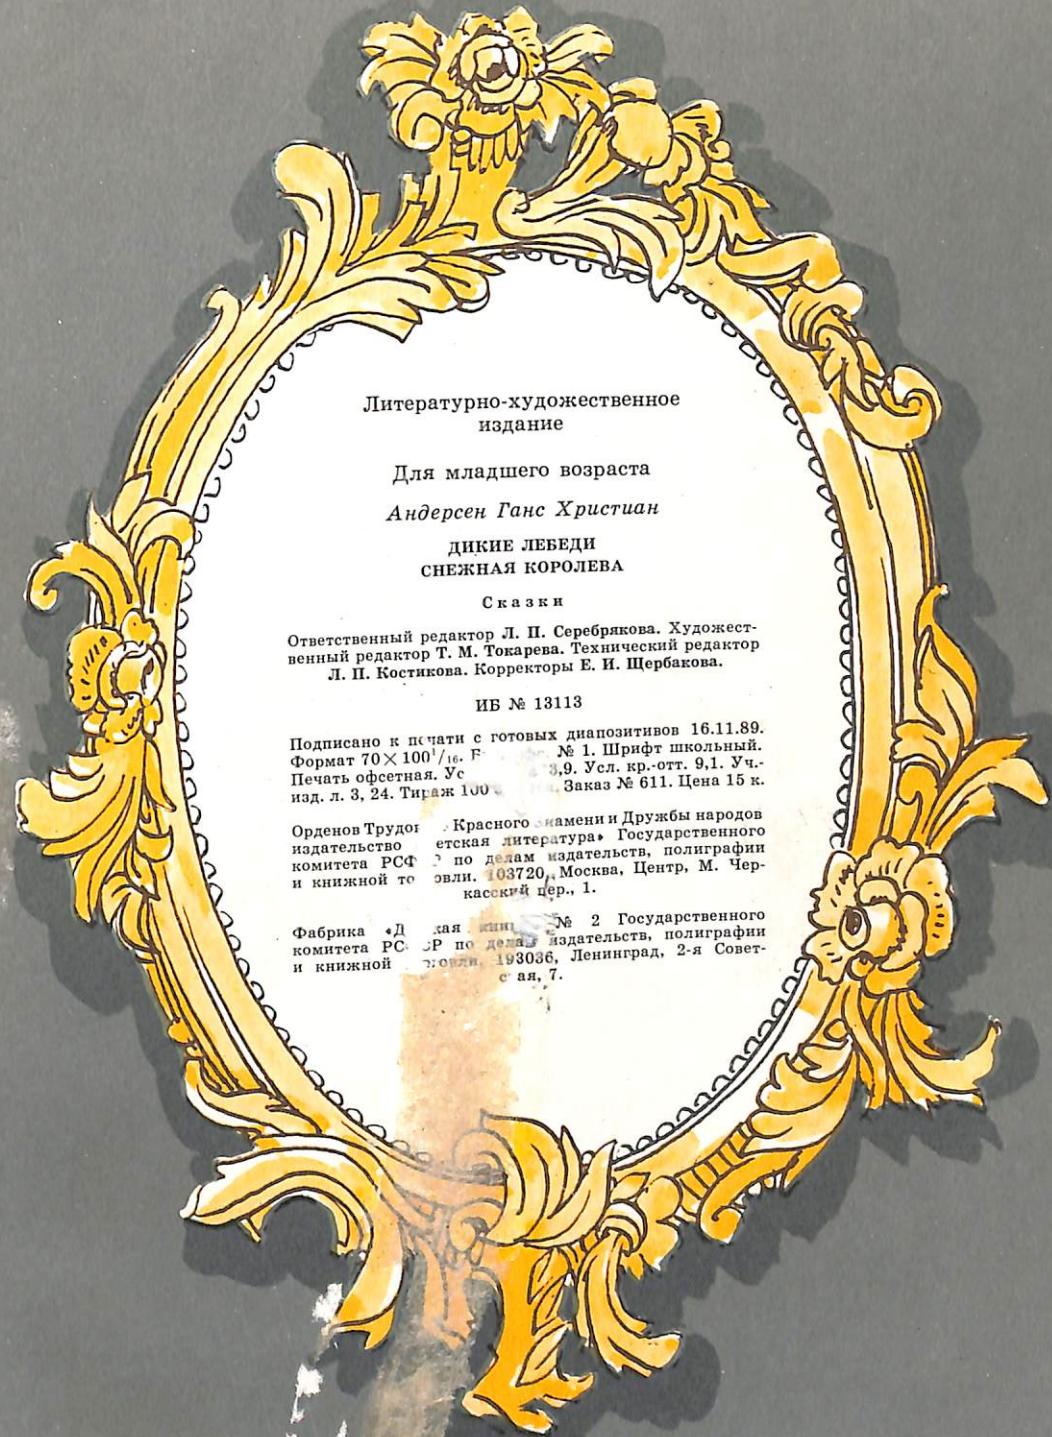 Литературно-художественное
издание
Для младшего возраста
Андерсен Ганс Христиан
ДИКИЕ ЛЕБЕДИ
СНЕЖНАЯ КОРОЛЕВА
Сказки
Ответственный редактор Л. П. Серебрякова. Художест-
венный редактор Т. М. Токарева. Технический редактор
Л. П. Костикова. Корректоры Е. И. Щербакова.
ИБ № 13113
Подписано к печати с готовых диапозитивов 16.11.89.
Формат 70×100¹/₁₆. № 1. Шрифт школьный.
Печать офсетная. 3,9. Усл. кр.-отт. 9,1. Уч.-
изд. л. 3, 24. Тираж Заказ № 611. Цена 15 к.
Орденов Красного Знамени и Дружбы народов
издательство литература» Государственного
комитета по делам издательств, полиграфии
и книжной 103720, Москва, Центр, М. Чер-
касский пер., 1.
Фабрика № 2 Государственного
комитета по делам издательств, полиграфии
и книжной 193036, Ленинград, 2-я Совет-
7.